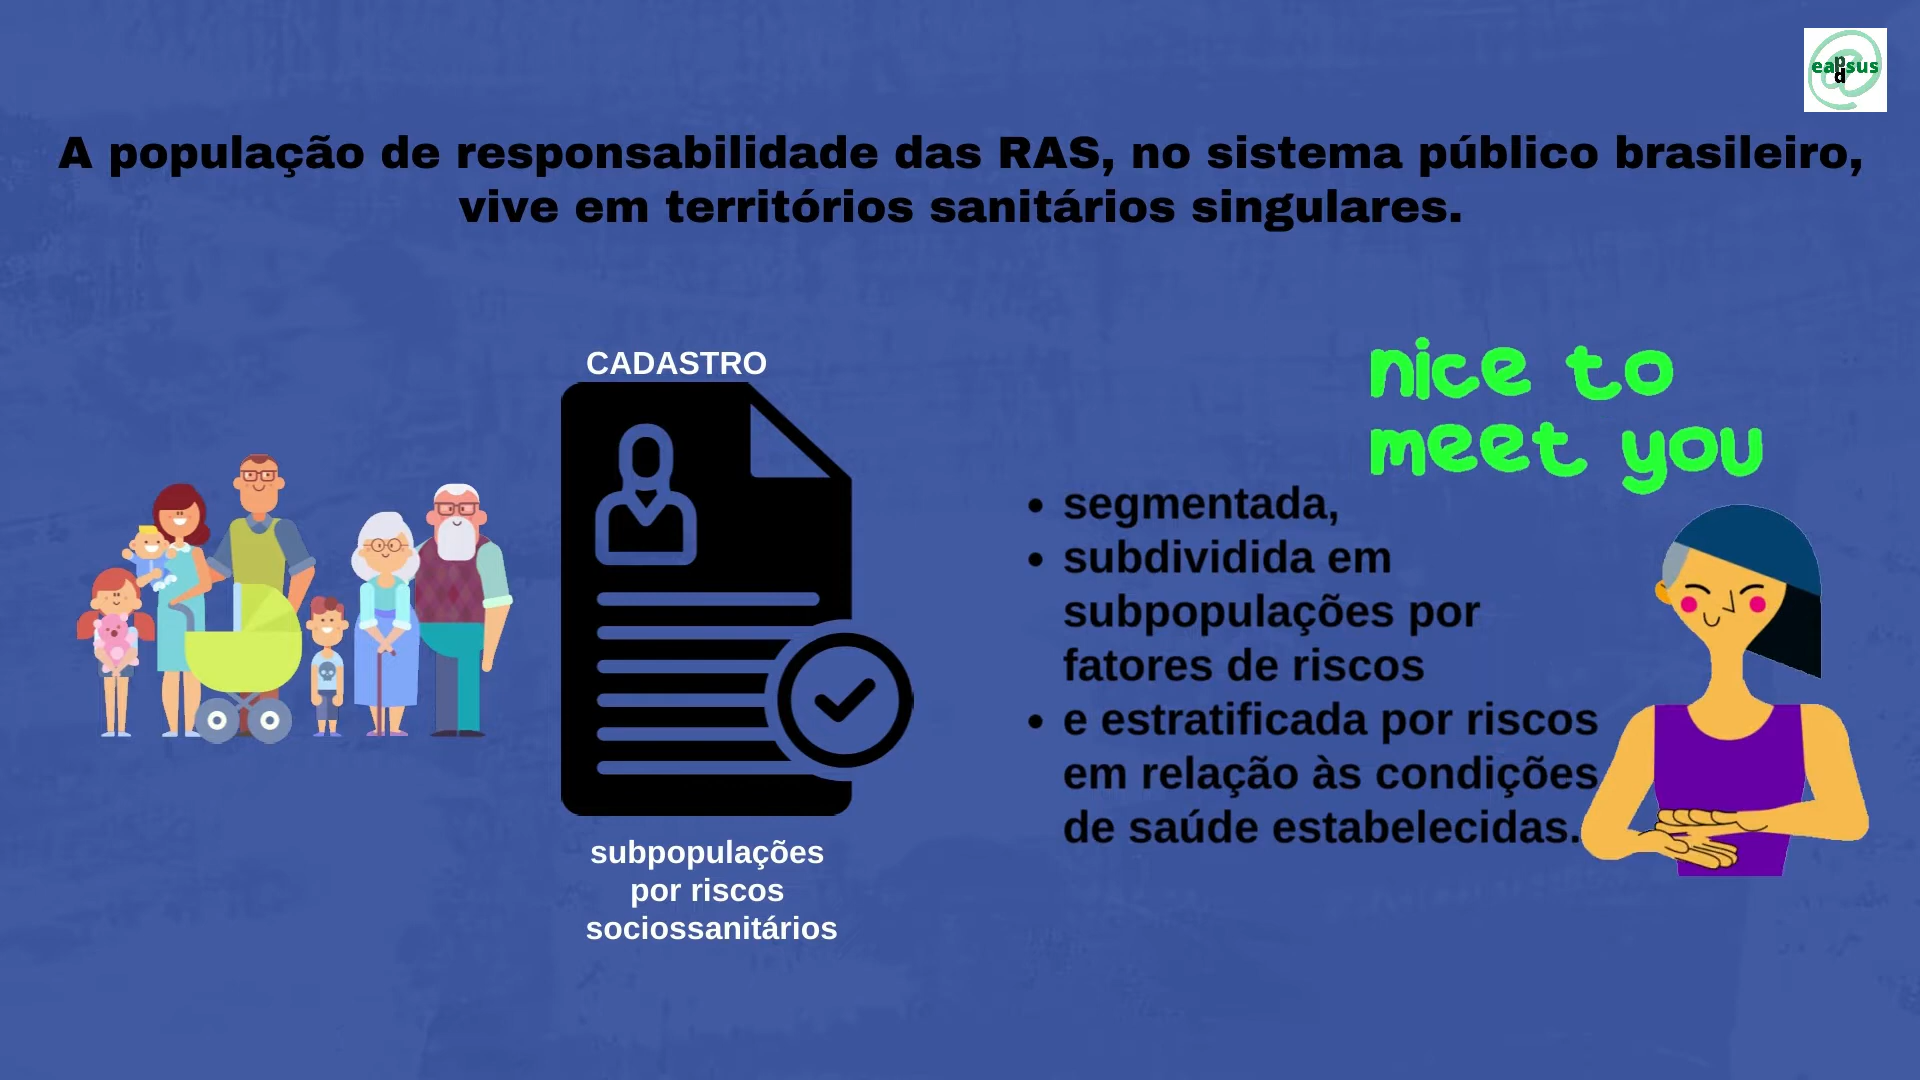 eapsus
d
A população de responsabilidade das RAS, no sistema público brasileiro,
vive em territórios sanitários singulares.
CADASTRO
subpopulações
por riscos
sociossanitários
nice to
meet you
• segmentada,
• subdividida em
subpopulações por
fatores de riscos
• e estratificada por riscos
em relação às condições
de saúde estabelecidas.